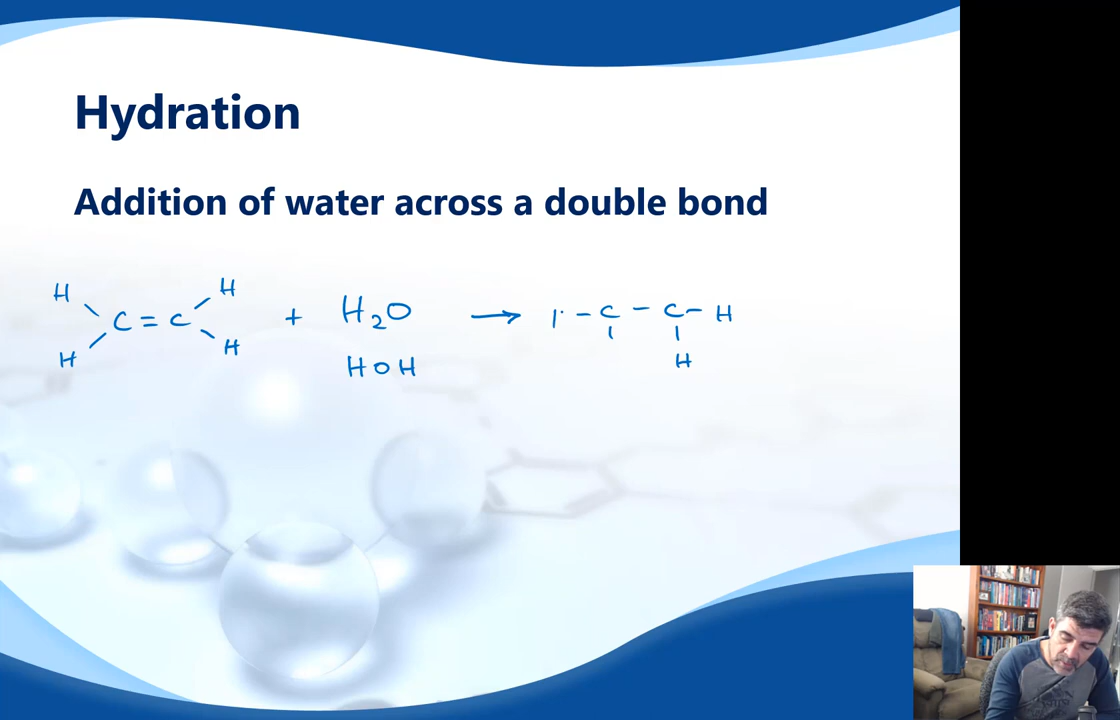 Hydration
Addition of water across a double bond
H H
C = C + H₂O → - C - C - H
H H HOH H